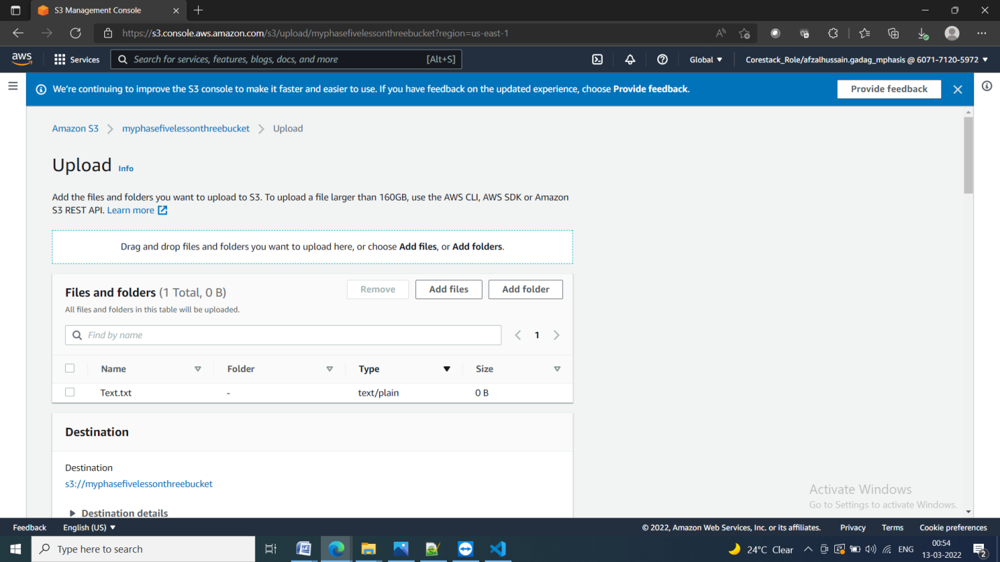 S3 Management Console
https://s3.console.aws.amazon.com/s3/upload/myphasefivelessonthreebucket?region=us-east-1
aws
Services
Search for services, features, blogs, docs, and more
[Alt+S]
Global
Corestack_Role/afzalhussain.gadag_mphasis @ 6071-7120-5972
We're continuing to improve the S3 console to make it faster and easier to use. If you have feedback on the updated experience, choose Provide feedback.
Provide feedback
Amazon S3 > myphasefivelessonthreebucket > Upload
Upload Info
Add the files and folders you want to upload to S3. To upload a file larger than 160GB, use the AWS CLI, AWS SDK or Amazon
S3 REST API. Learn more
Drag and drop files and folders you want to upload here, or choose Add files, or Add folders.
Files and folders (1 Total, 0 B)
Remove
Add files
Add folder
All files and folders in this table will be uploaded.
Find by name
1
Name Folder Type Size
Text.txt - text/plain 0 B
Destination
Destination
s3://myphasefivelessonthreebucket
Destination details
Activate Windows
Go to Settings to activate Windows.
Feedback English (US)
© 2022, Amazon Web Services, Inc. or its affiliates. Privacy Terms Cookie preferences
Type here to search
24°C Clear
ENG
00:54
13-03-2022
2